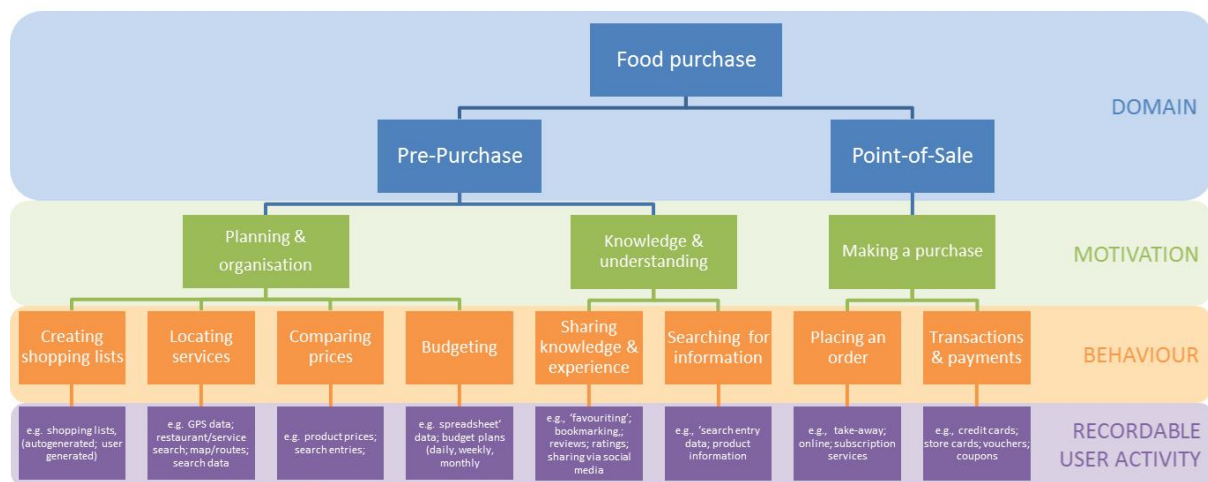 Food purchase
DOMAIN
Pre-Purchase
Point-of-Sale
Planning &
organisation
Knowledge &
understanding
Making a purchase
MOTIVATION
Creating
shopping lists
Locating
services
Comparing
prices
Budgeting
Sharing
knowledge &
experience
Searching for
information
Placing an
order
Transactions
& payments
BEHAVIOUR
e.g. shopping lists,
(autogenerated; user
generated)
e.g. GPS data;
restaurant/service
search; map/routes;
search data
e.g. product prices;
search entries;
e.g. spreadsheet'
data; budget plans
(daily, weekly,
monthly
e.g., 'favouriting';
bookmarking,;
reviews; ratings;
sharing via social
media
e.g., 'search entry
data; product
information
e.g., take-away;
online; subscription
services
e.g., credit cards;
store cards; vouchers;
coupons
RECORDABLE
USER ACTIVITY